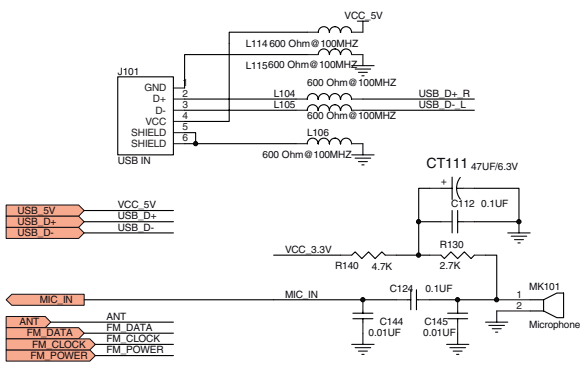 VCC_5V
L114 600 Ohm@100MHZ
L115 600 Ohm@100MHZ
J101
GND 1
D+ 2
D- 3
VCC 4
SHIELD 5
SHIELD 6
USB IN
600 Ohm@100MHZ
L104 USB_D+_R
L105 USB_D-_L
600 Ohm@100MHZ
L106
600 Ohm@100MHZ
CT111 47UF/6.3V
+
C112 0.1UF
USB_5V VCC_5V
USB_D+ USB_D+
USB_D- USB_D-
VCC_3.3V
R140 4.7K
R130
2.7K
MIC_IN MIC_IN
C124 0.1UF
C144
0.01UF
C145
0.01UF
MK101
1
2
Microphone
ANT ANT
FM_DATA FM_DATA
FM_CLOCK FM_CLOCK
FM_POWER FM_POWER